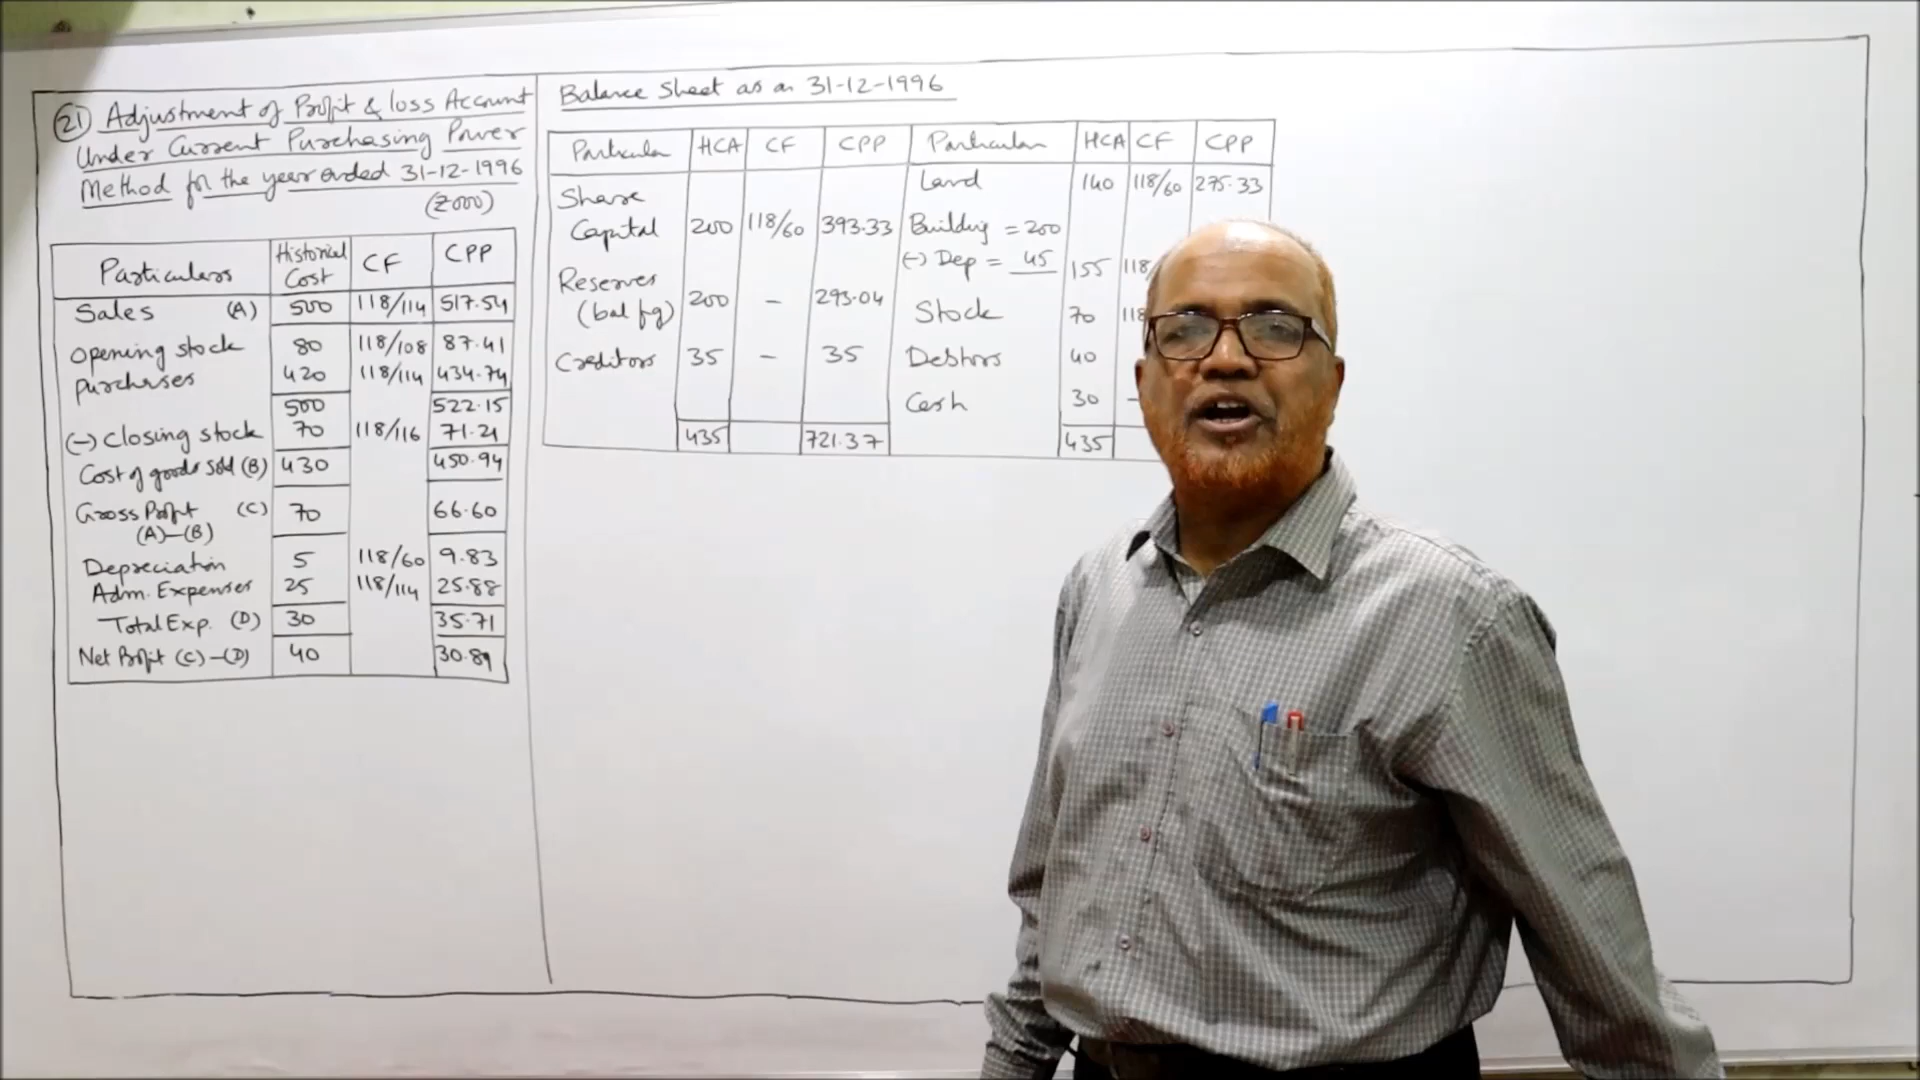 (21) Adjustment of Profit & loss Account
Under Current Purchasing Power
Method for the year ended 31-12-1996
(₹000)
Particulars Historical Cost CF CPP
Sales (A) 500 118/114 517.54
Opening stock 80 118/108 87.41
purchases 420 118/114 434.74
500 522.15
(-) Closing stock 70 118/116 71.21
Cost of goods sold (B) 430 450.94
Gross Profit (C) 70 66.60
(A)-(B)
Depreciation 5 118/60 9.83
Adm. Expenses 25 118/114 25.88
Total Exp. (D) 30 35.71
Net Profit (C)-(D) 40 30.89
Balance Sheet as on 31-12-1996
Particular HCA CF CPP Particular HCA CF CPP
Share
Capital 200 118/60 393.33
Reserves
(bal fg) 200 - 293.04
Creditors 35 - 35
435 721.37
Land 140 118/60 275.33
Building = 200
(-) Dep = 45 155 118/
Stock 70 118
Debtors 40
Cash 30 -
435